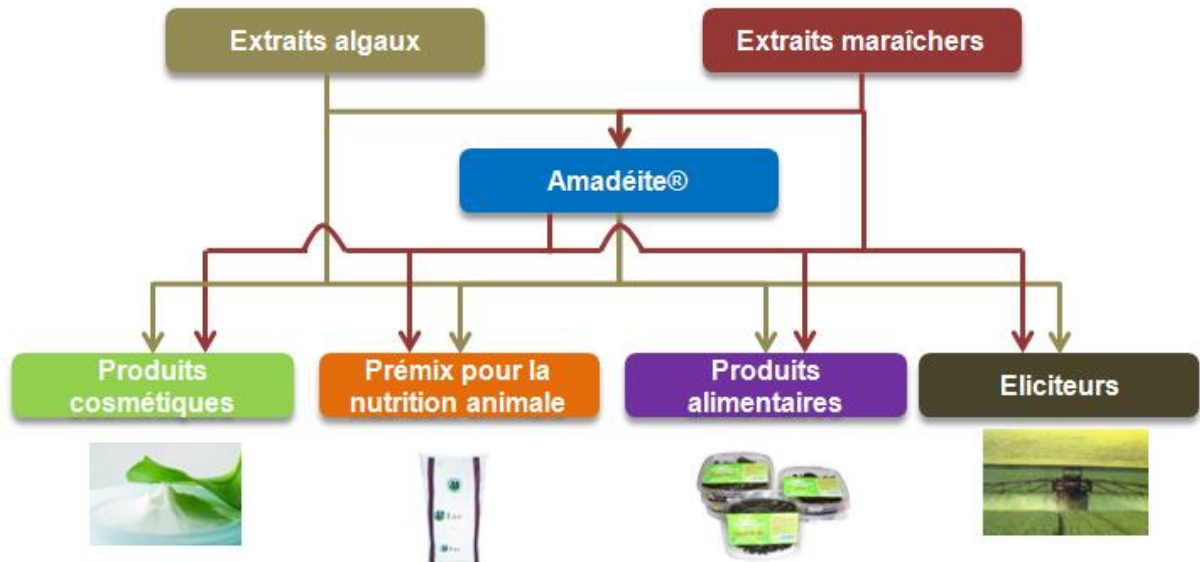 Extraits algaux
Extraits maraîchers
Amadéite®
Produits
cosmétiques
Prémix pour la
nutrition animale
Produits
alimentaires
Eliciteurs